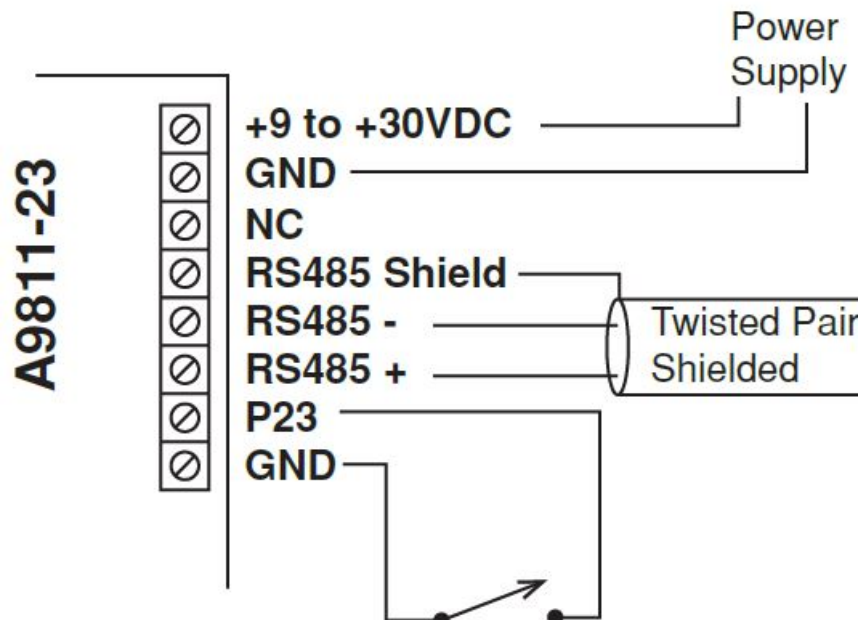 Power
Supply
A9811-23
+9 to +30VDC
GND
NC
RS485 Shield
RS485 -
RS485 +
P23
GND
Twisted Pair
Shielded